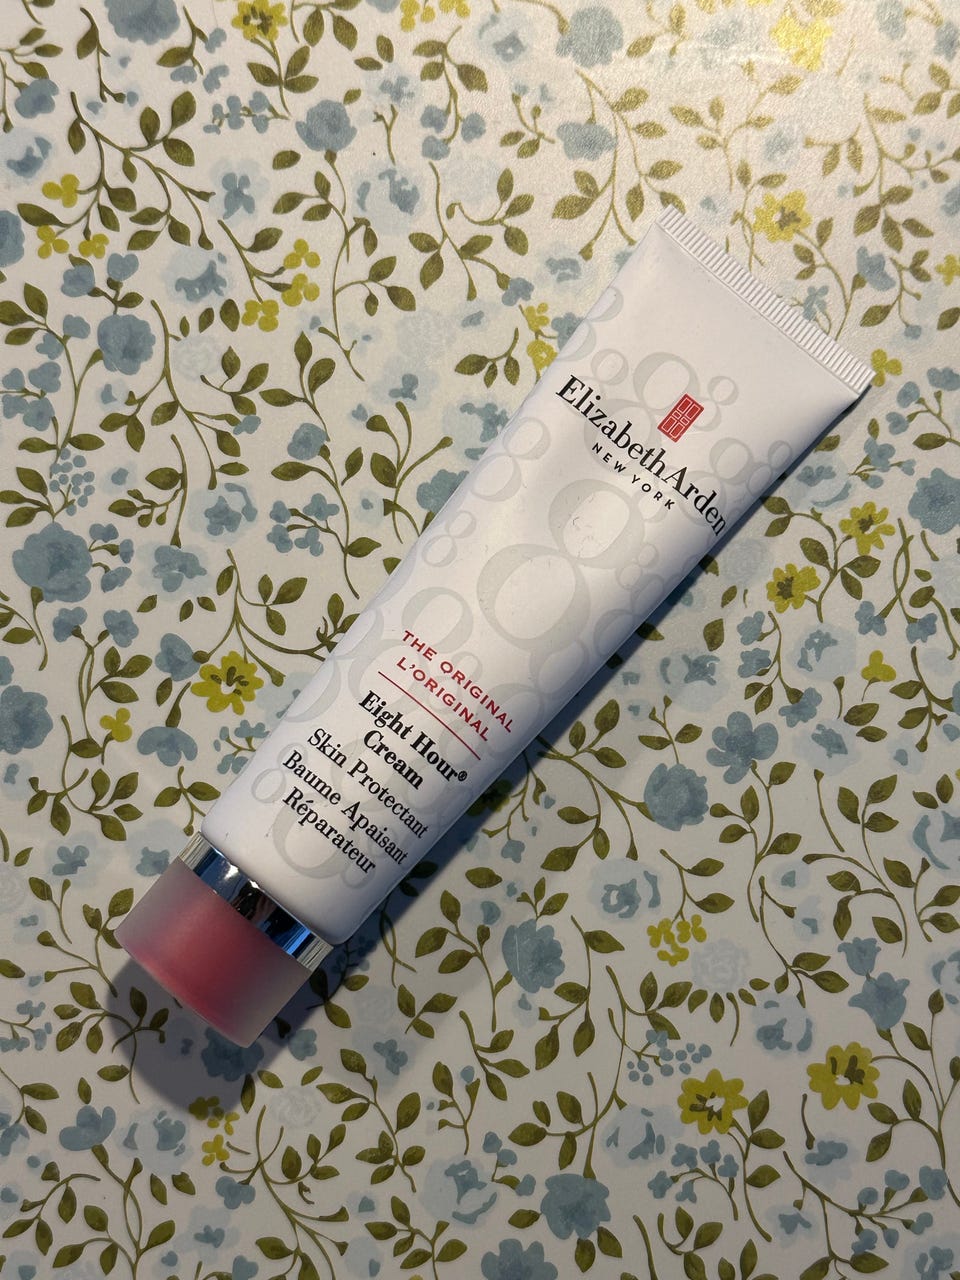 ElizabethArden
NEW YORK
THE ORIGINAL
L'ORIGINAL
Eight Hour®
Cream
Skin Protectant
Baume Apaisant
Réparateur